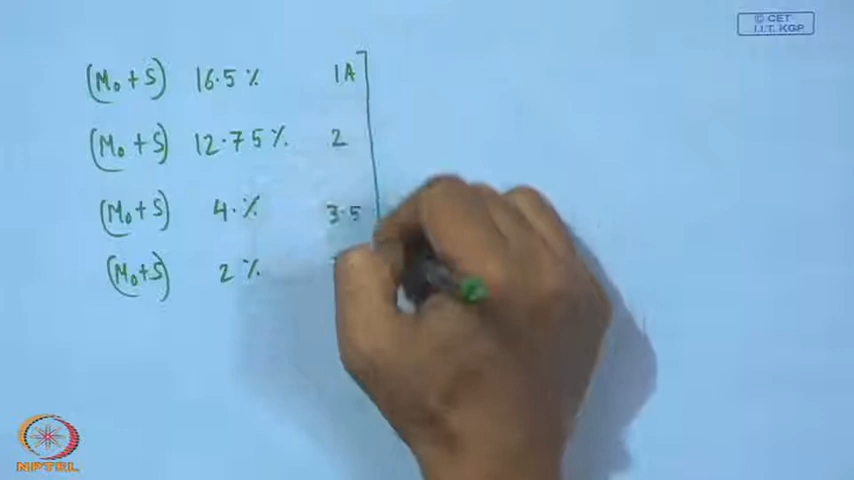 © CET
I.I.T. KGP
(Mo+S) 16.5% 1A
(Mo+S) 12.75% 2
(Mo+S) 4.% 3.5
(Mo+S) 2%
NPTEL